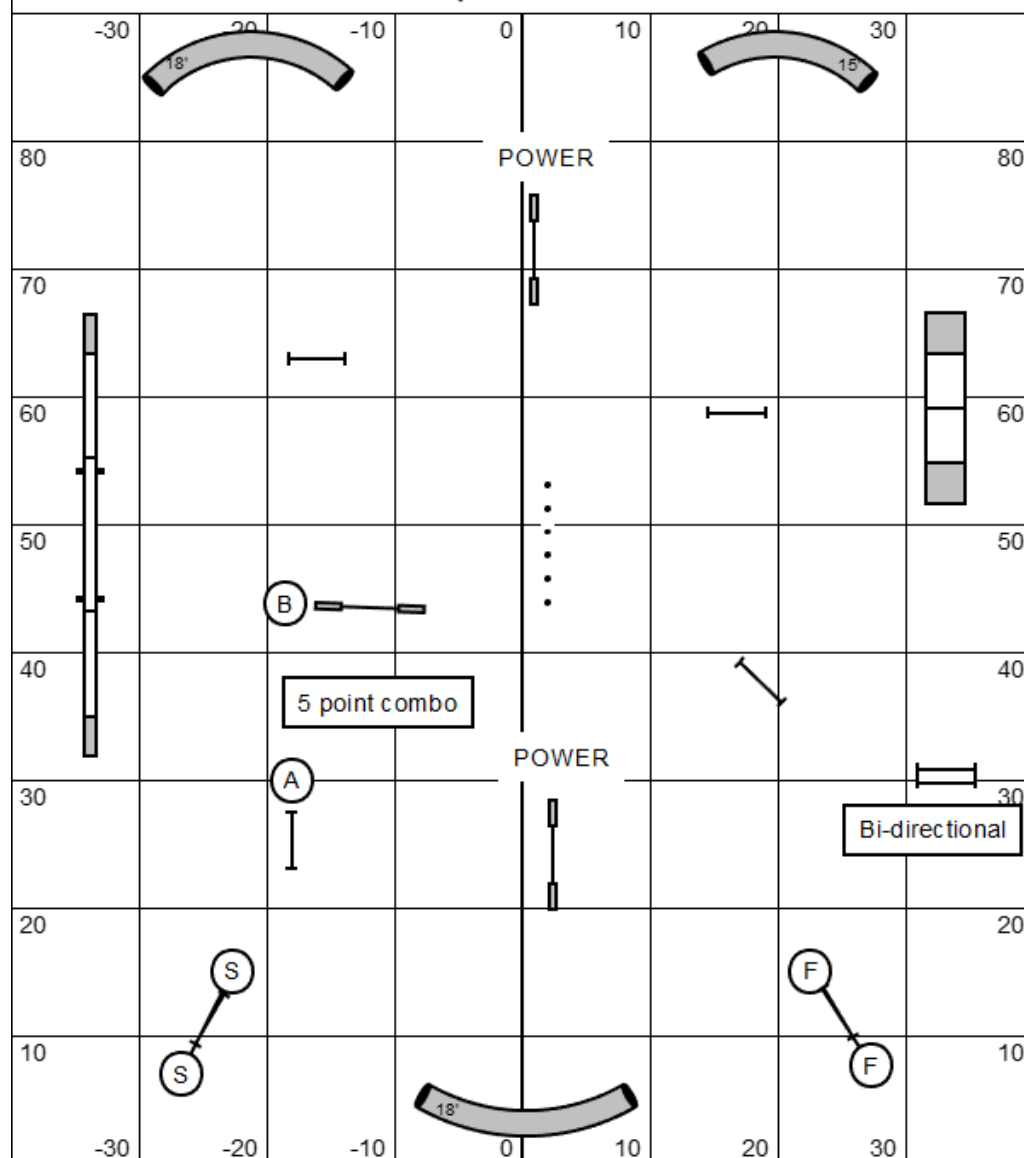 -30 -20 -10 0 10 20 30
18' 15'
80 POWER 80
70 70
60 60
50 50
B
40 40
5 point combo
POWER
A
30 30
Bi-directional
20 20
S F
10 10
S F
18'
-30 -20 -10 0 10 20 30